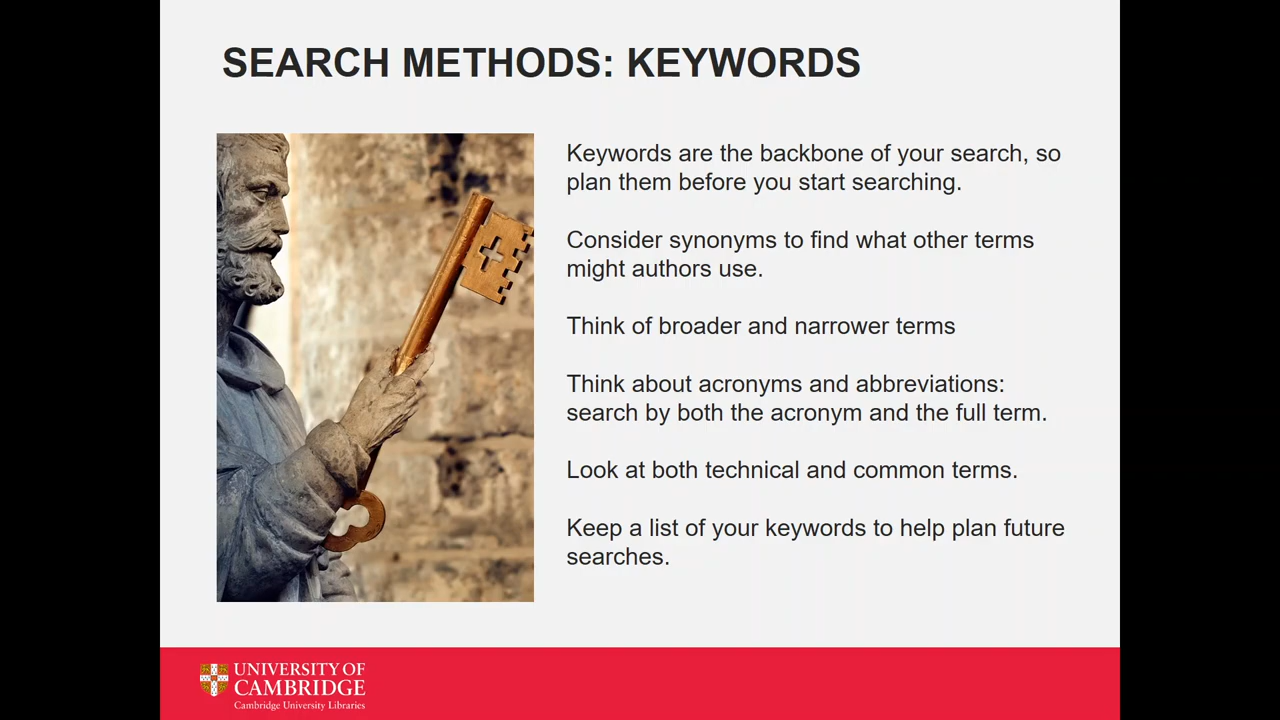 SEARCH METHODS: KEYWORDS
Keywords are the backbone of your search, so
plan them before you start searching.
Consider synonyms to find what other terms
might authors use.
Think of broader and narrower terms
Think about acronyms and abbreviations:
search by both the acronym and the full term.
Look at both technical and common terms.
Keep a list of your keywords to help plan future
searches.
UNIVERSITY OF
CAMBRIDGE
Cambridge University Libraries